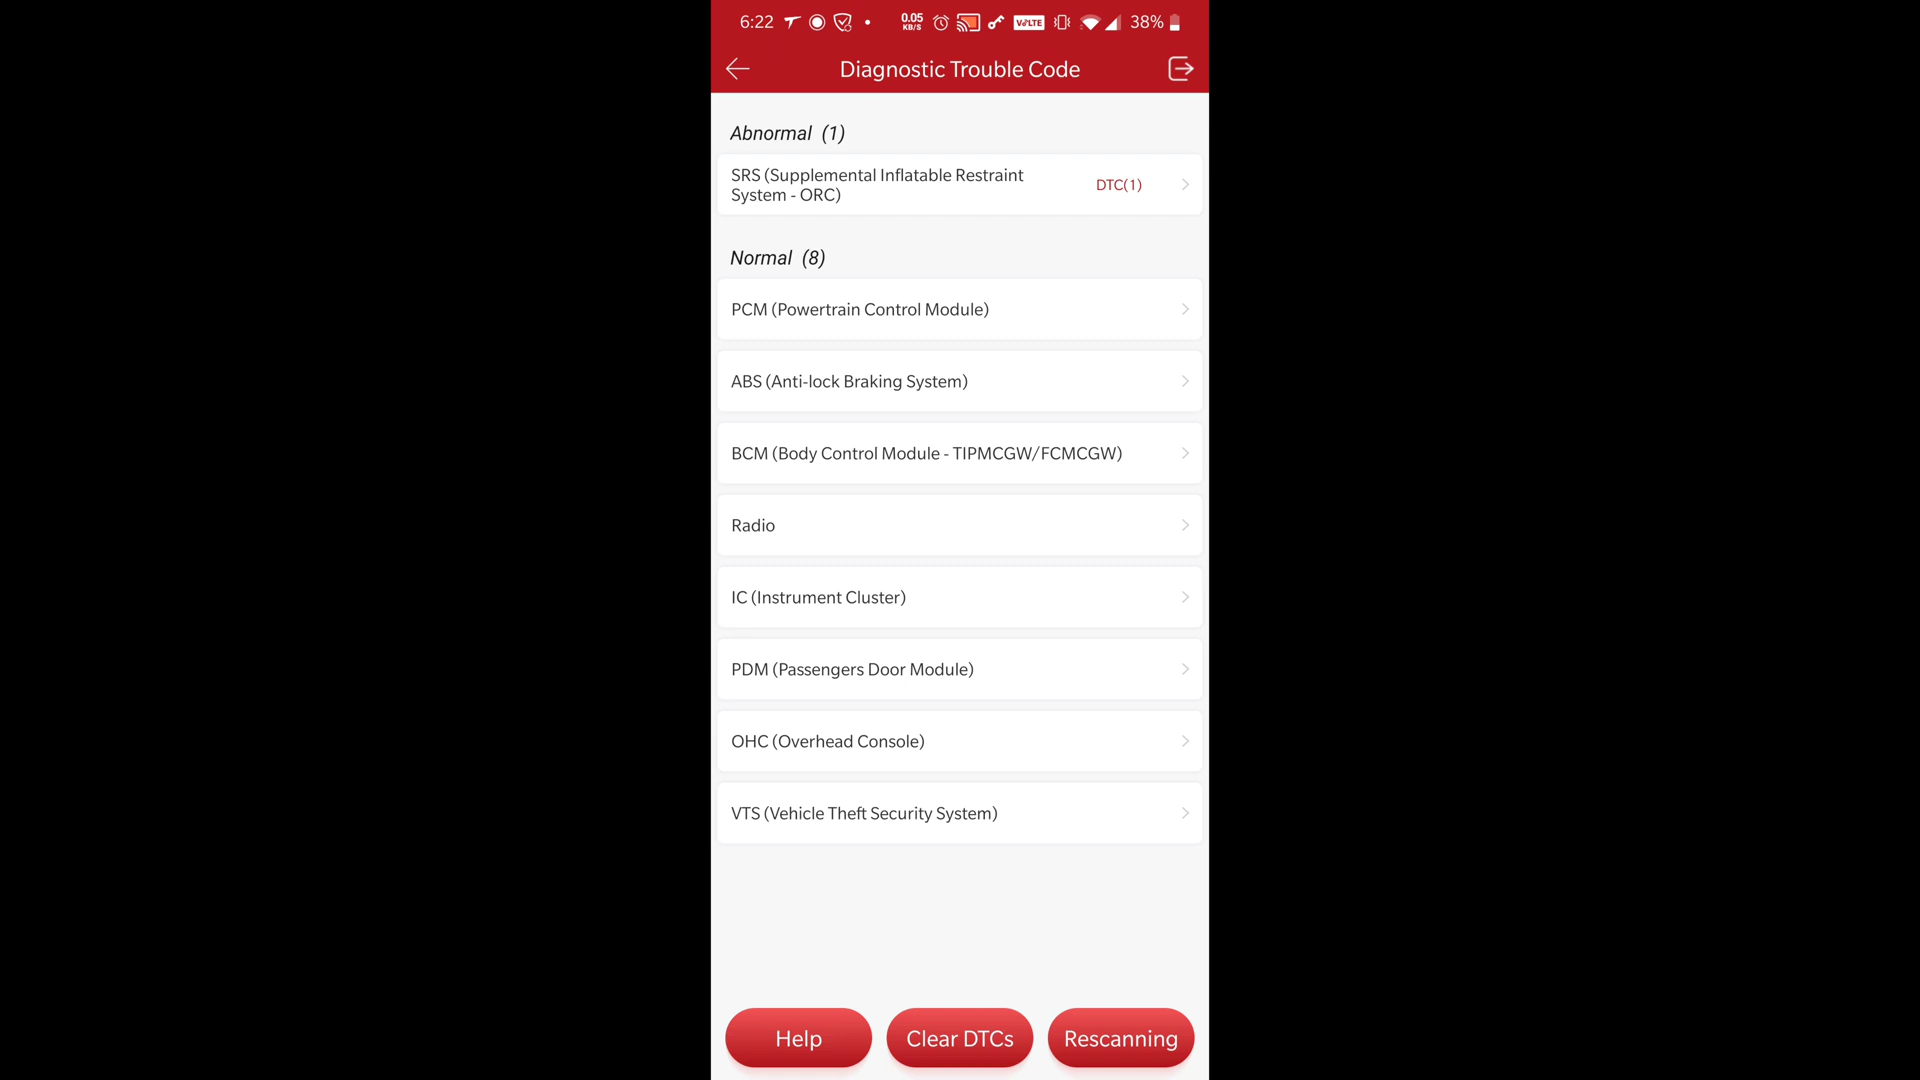 6:22 0.05 KB/S VoLTE 38%
Diagnostic Trouble Code
Abnormal (1)
SRS (Supplemental Inflatable Restraint
System - ORC)
DTC(1)
Normal (8)
PCM (Powertrain Control Module)
ABS (Anti-lock Braking System)
BCM (Body Control Module - TIPMCGW/FCMCGW)
Radio
IC (Instrument Cluster)
PDM (Passengers Door Module)
OHC (Overhead Console)
VTS (Vehicle Theft Security System)
Help
Clear DTCs
Rescanning